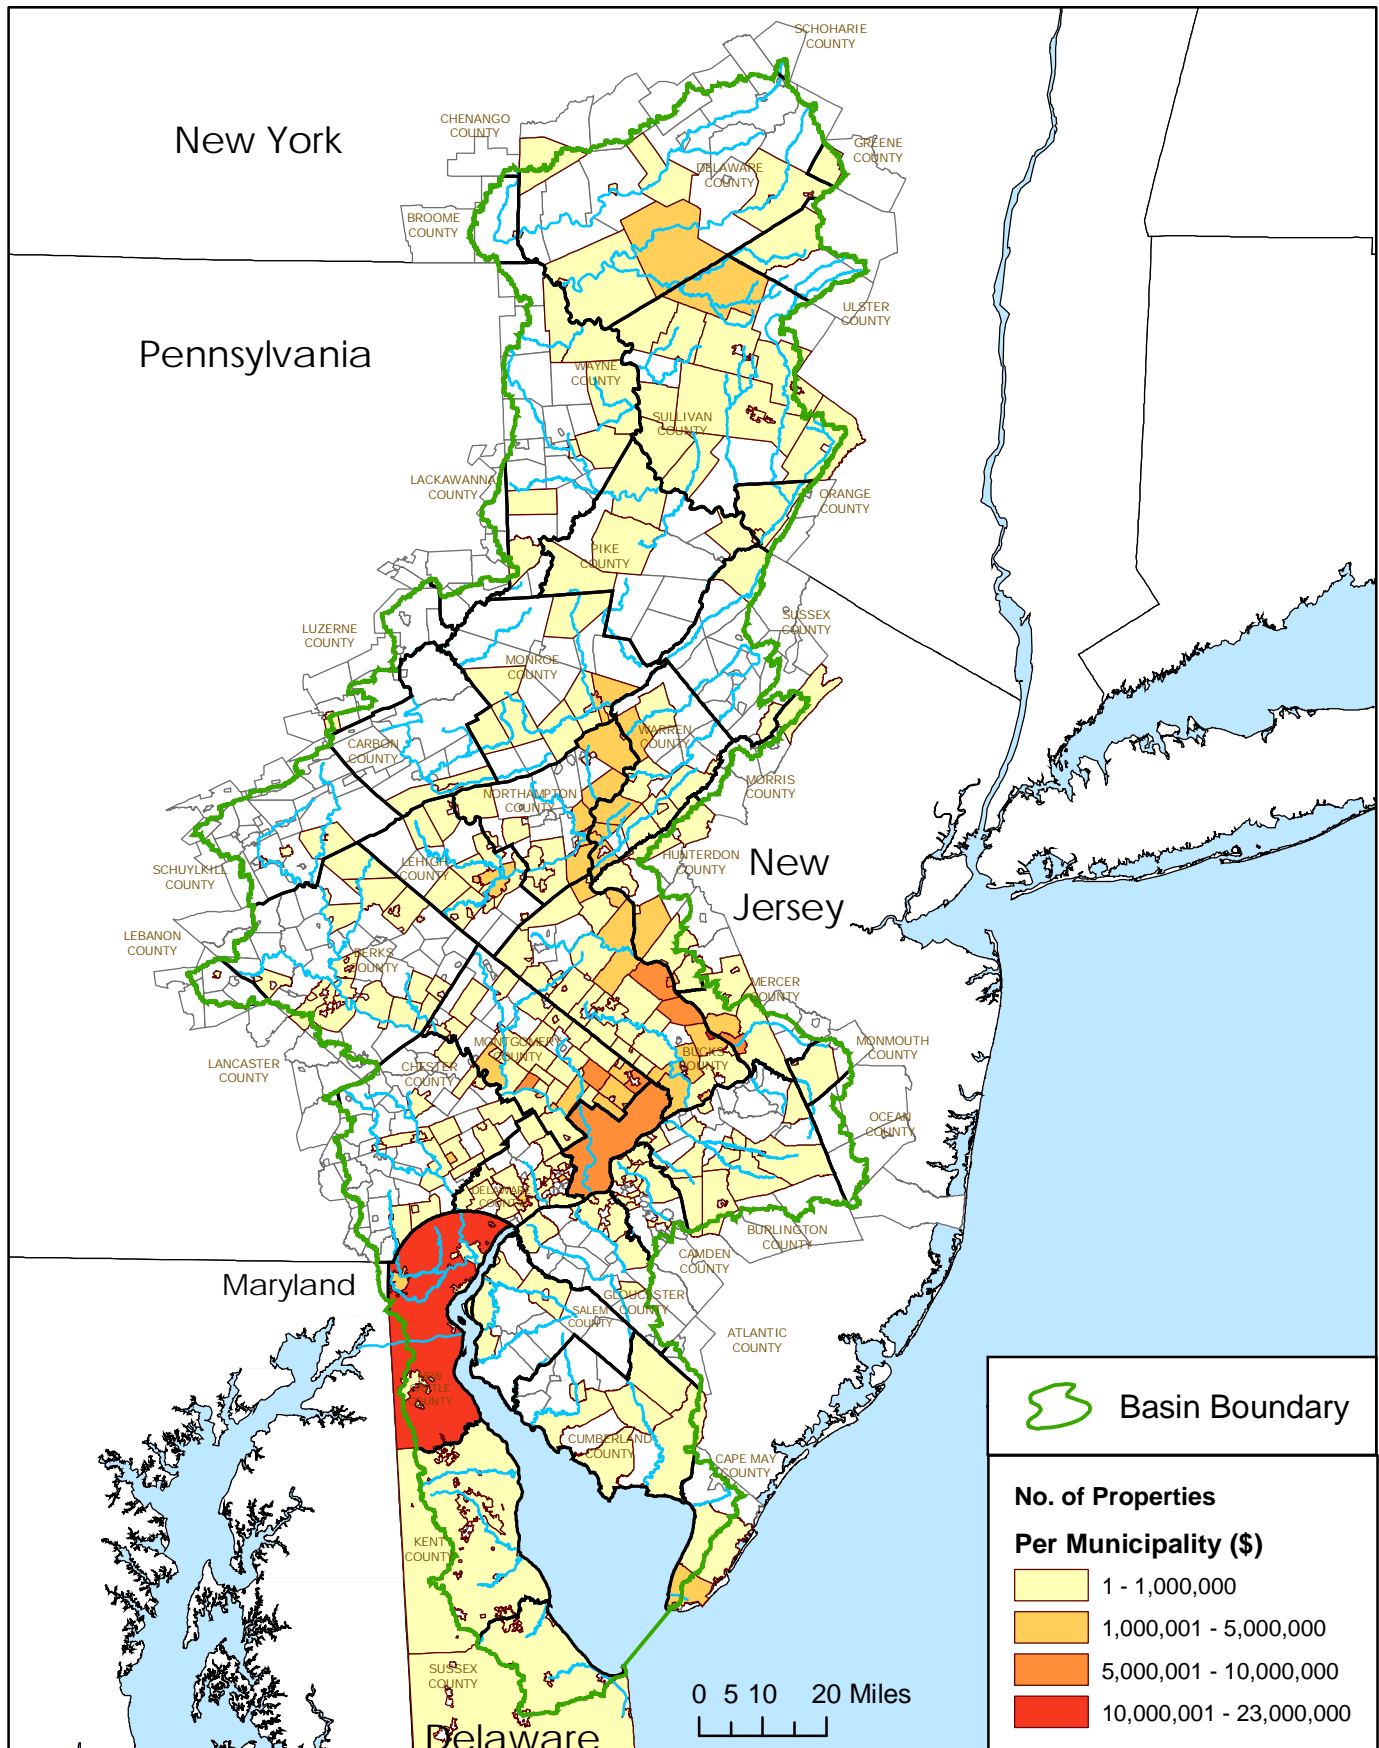 SCHOHARIE
COUNTY
New York
CHENANGO
COUNTY
GREENE
COUNTY
DELAWARE
COUNTY
BROOME
COUNTY
ULSTER
COUNTY
Pennsylvania
WAYNE
COUNTY
SULLIVAN
COUNTY
LACKAWANNA
COUNTY
ORANGE
COUNTY
PIKE
COUNTY
SUSSEX
COUNTY
LUZERNE
COUNTY
MONROE
COUNTY
WARREN
COUNTY
CARBON
COUNTY
MORRIS
COUNTY
NORTHAMPTON
COUNTY
HUNTERDON
COUNTY
New
Jersey
LEHIGH
COUNTY
SCHUYLKILL
COUNTY
LEBANON
COUNTY
BERKS
COUNTY
MERCER
COUNTY
MONTGOMERY
COUNTY
BUCKS
COUNTY
MONMOUTH
COUNTY
LANCASTER
COUNTY
CHESTER
COUNTY
OCEAN
COUNTY
DELAWARE
COUNTY
BURLINGTON
COUNTY
CAMDEN
COUNTY
Maryland
GLOUCESTER
COUNTY
SALEM
COUNTY
ATLANTIC
COUNTY
NEW
CASTLE
COUNTY
CUMBERLAND
COUNTY
CAPE MAY
COUNTY
KENT
COUNTY
SUSSEX
COUNTY
Delaware
0 5 10 20 Miles
Basin Boundary
No. of Properties
Per Municipality ($)
1 - 1,000,000
1,000,001 - 5,000,000
5,000,001 - 10,000,000
10,000,001 - 23,000,000